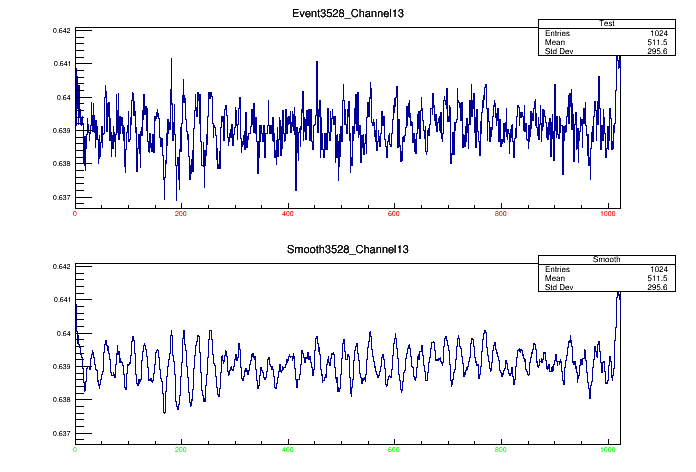 Event3528_Channel13
Test
Entries 1024
Mean 511.5
Std Dev 295.6
0.642
0.641
0.64
0.639
0.638
0.637
0 200 400 600 800 1000
Smooth3528_Channel13
Smooth
Entries 1024
Mean 511.5
Std Dev 295.6
0.642
0.641
0.64
0.639
0.638
0.637
0 200 400 600 800 1000